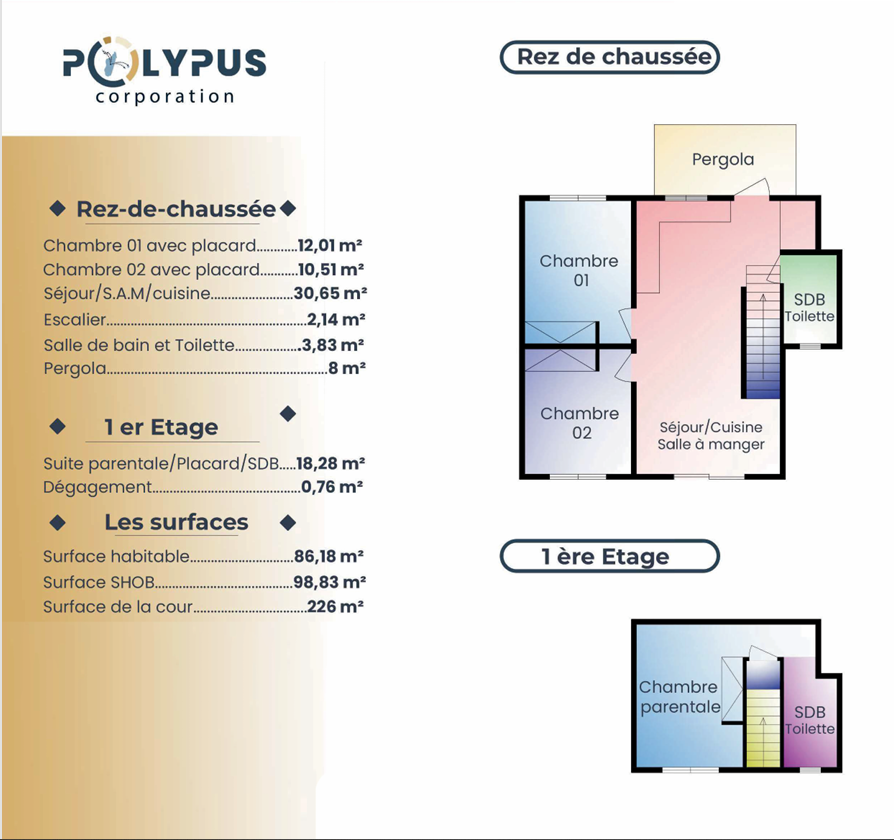 POLYPUS
corporation
Rez-de-chaussée
Chambre 01 avec placard............12,01 m²
Chambre 02 avec placard...........10,51 m²
Séjour/S.A.M/cuisine......................30,65 m²
Escalier.......................................................2,14 m²
Salle de bain et Toilette...................3,83 m²
Pergola...............................................................8 m²
1 er Etage
Suite parentale/Placard/SDB.....18,28 m²
Dégagement.........................................0,76 m²
Les surfaces
Surface habitable............................86,18 m²
Surface SHOB......................................98,83 m²
Surface de la cour...............................226 m²
Rez de chaussée
Pergola
Chambre
01
SDB
Toilette
Chambre
02
Séjour/Cuisine
Salle à manger
1 ère Etage
Chambre
parentale
SDB
Toilette